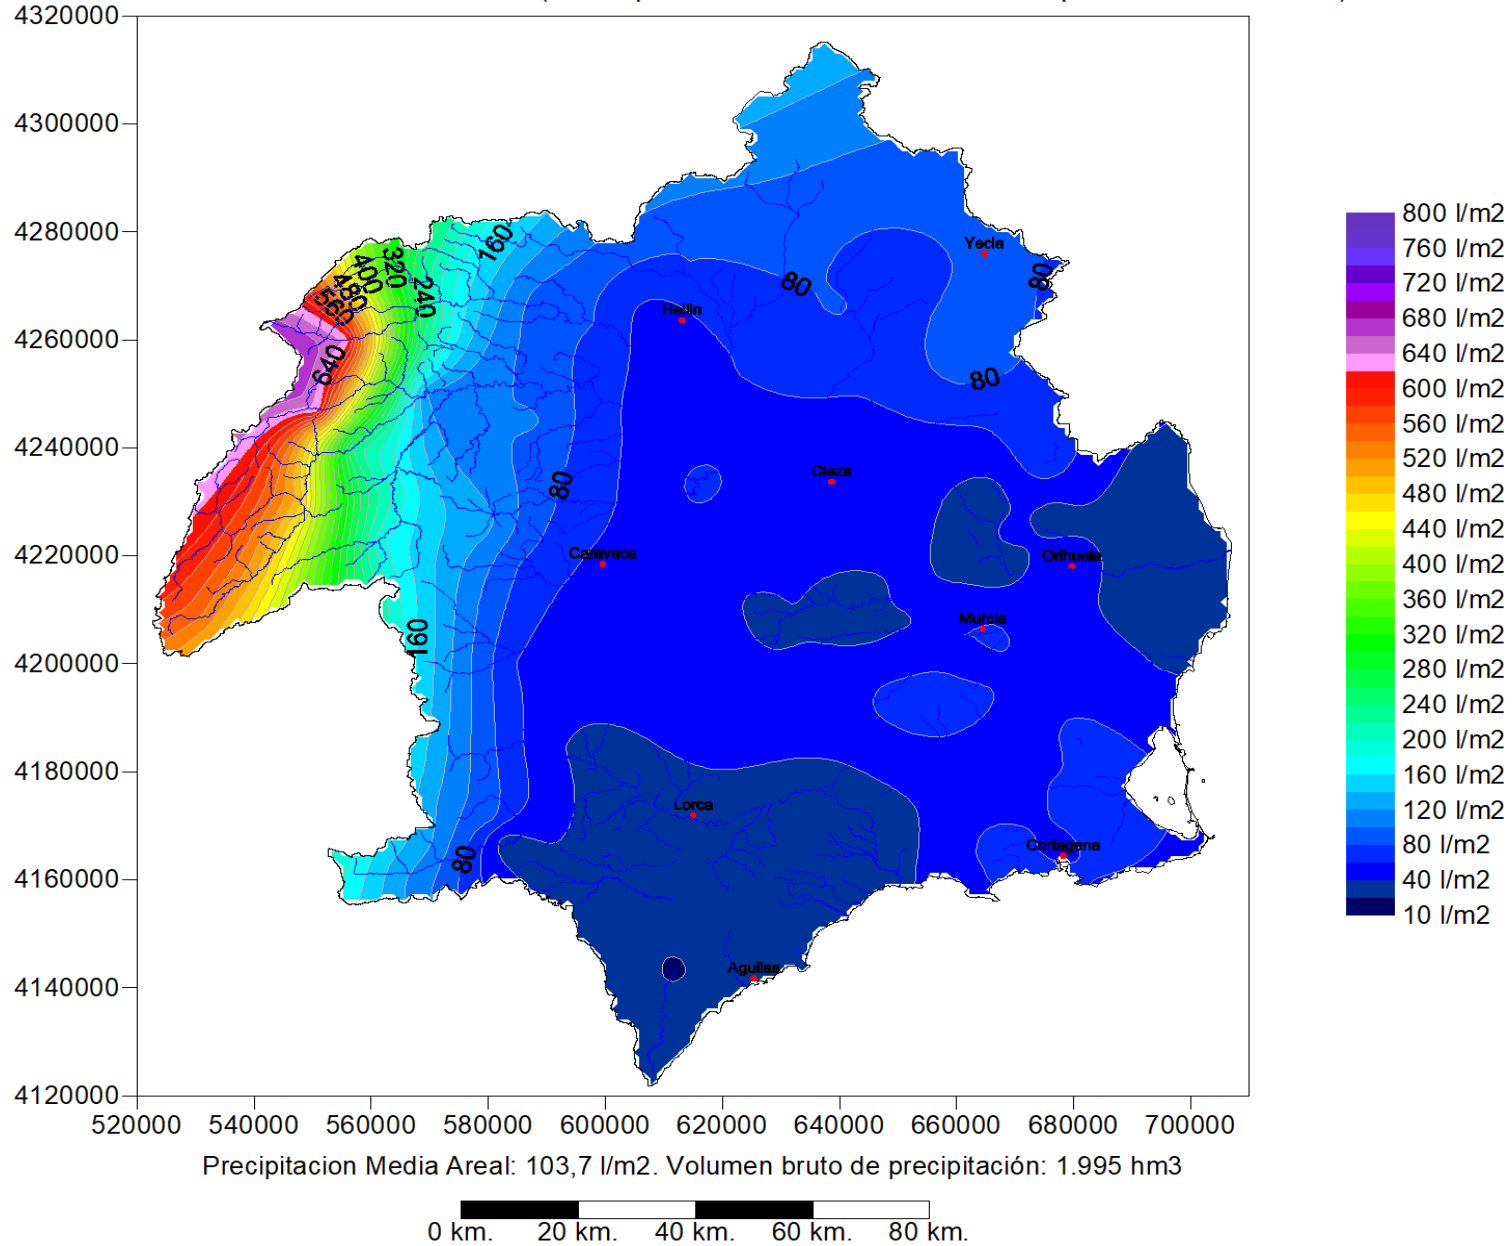 4320000
4300000
4280000
4260000
4240000
4220000
4200000
4180000
4160000
4140000
4120000
520000 540000 560000 580000 600000 620000 640000 660000 680000 700000
160
320
400
480
560
240
640
80
80
80
80
160
80
Yecla
Hellin
Cieza
Caravaca
Orihuela
Murcia
Lorca
Cartagena
Aguilas
800 l/m2
760 l/m2
720 l/m2
680 l/m2
640 l/m2
600 l/m2
560 l/m2
520 l/m2
480 l/m2
440 l/m2
400 l/m2
360 l/m2
320 l/m2
280 l/m2
240 l/m2
200 l/m2
160 l/m2
120 l/m2
80 l/m2
40 l/m2
10 l/m2
Precipitacion Media Areal: 103,7 l/m2. Volumen bruto de precipitación: 1.995 hm3
0 km. 20 km. 40 km. 60 km. 80 km.